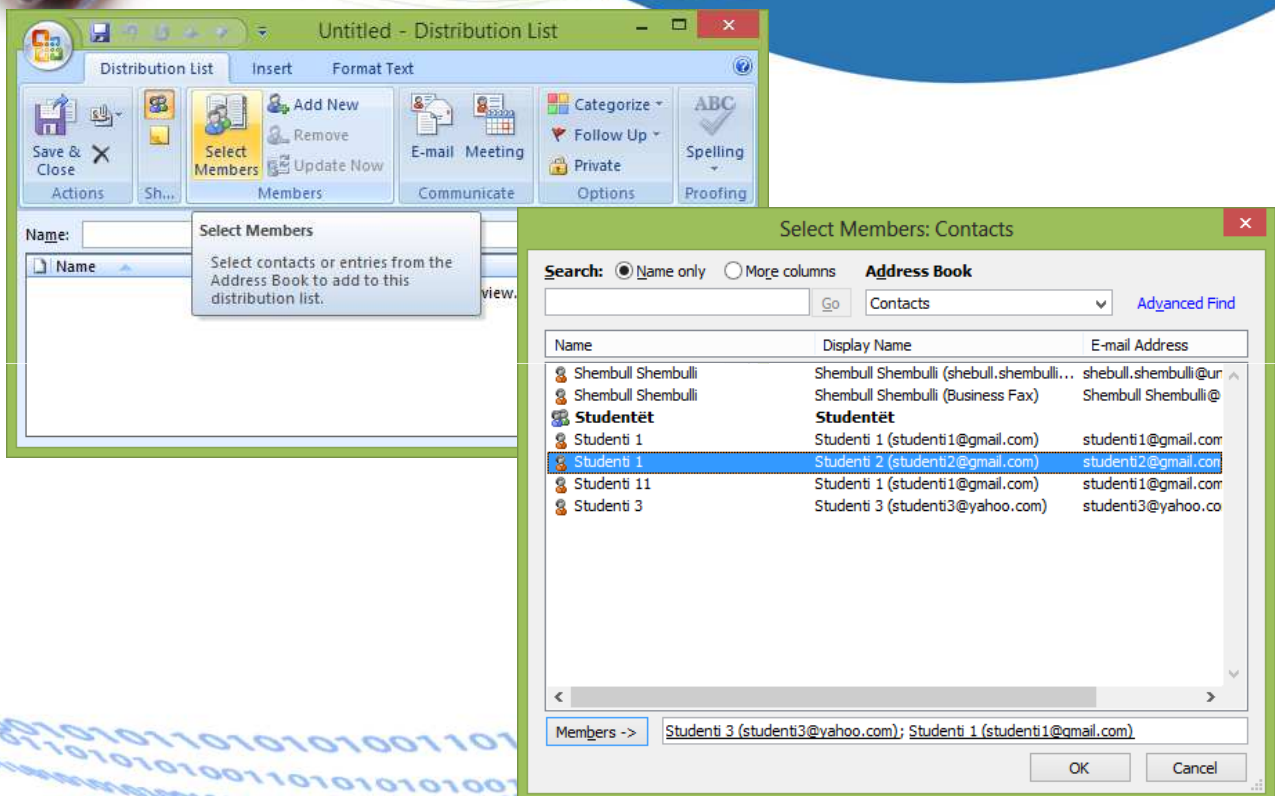 Untitled - Distribution List
Distribution List Insert Format Text
Save & Close
Actions
Sh...
Select Members
Add New
Remove
Update Now
Members
E-mail Meeting
Communicate
Categorize
Follow Up
Private
Options
ABC
Spelling
Proofing
Name:
Name
view.
Select Members
Select contacts or entries from the
Address Book to add to this
distribution list.
Select Members: Contacts
Search: Name only More columns Address Book
Go Contacts Advanced Find
Name Display Name E-mail Address
Shembull Shembulli Shembull Shembulli (shebull.shembulli... shebull.shembulli@ur
Shembull Shembulli Shembull Shembulli (Business Fax) Shembull Shembulli@
Studentët Studentët
Studenti 1 Studenti 1 (studenti1@gmail.com) studenti1@gmail.com
Studenti 1 Studenti 2 (studenti2@gmail.com) studenti2@gmail.com
Studenti 11 Studenti 1 (studenti1@gmail.com) studenti1@gmail.com
Studenti 3 Studenti 3 (studenti3@yahoo.com) studenti3@yahoo.co
Members -> Studenti 3 (studenti3@yahoo.com); Studenti 1 (studenti1@gmail.com)
OK Cancel